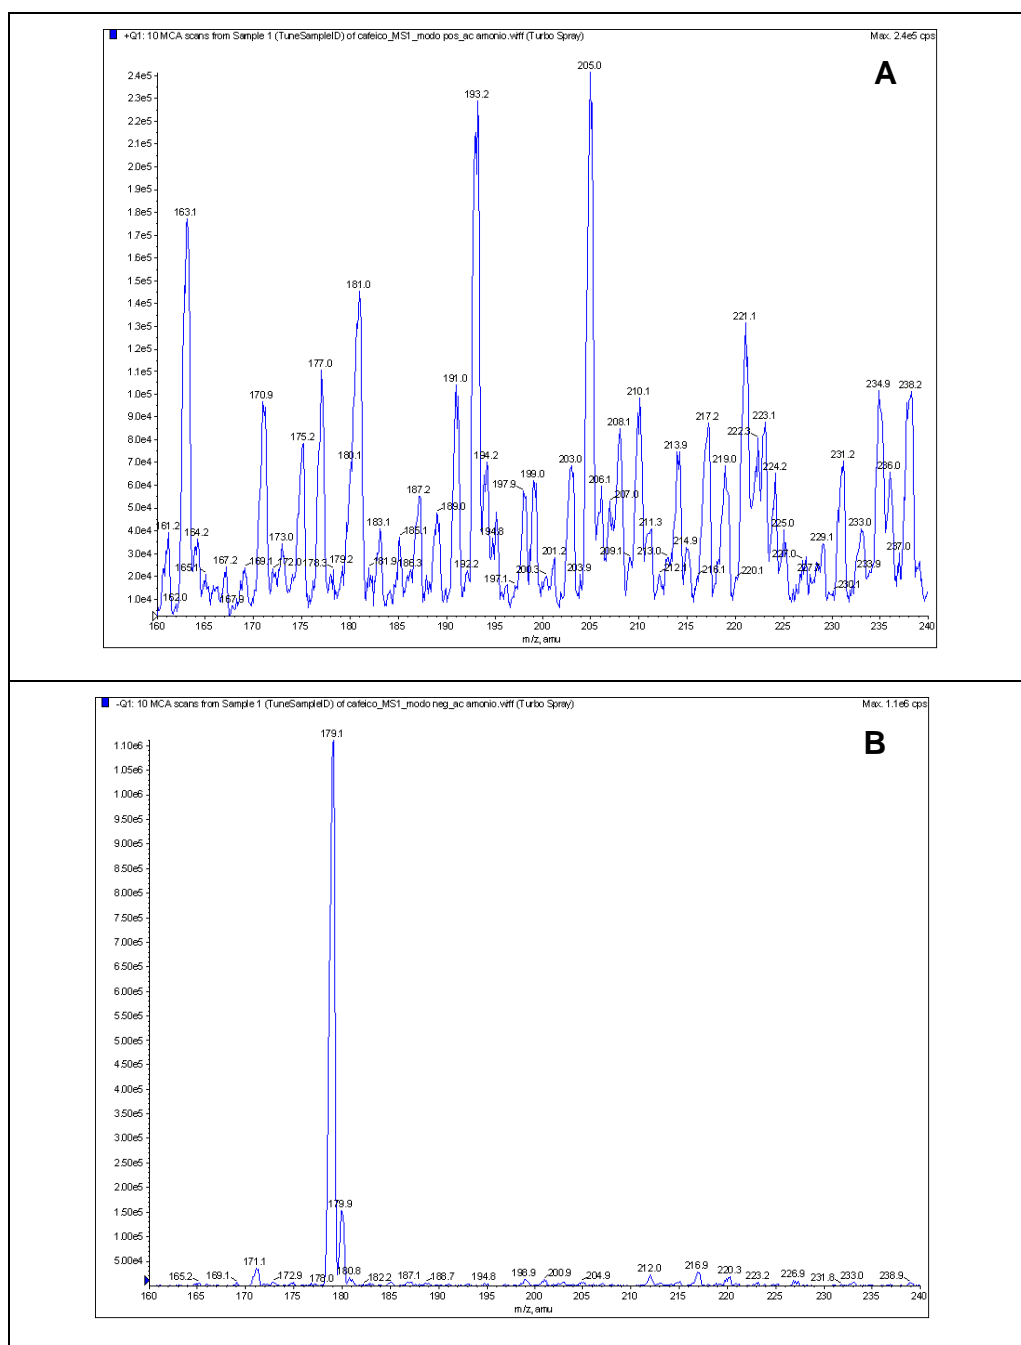 +Q1: 10 MCA scans from Sample 1 (TuneSampleID) of cafeico_MS1_modo pos_ac amonio.wiff (Turbo Spray) Max. 2.4e5 cps
A
2.4e5
2.3e5
2.2e5
2.1e5
2.0e5
1.9e5
1.8e5
1.7e5
1.6e5
1.5e5
1.4e5
1.3e5
1.2e5
1.1e5
1.0e5
9.0e4
8.0e4
7.0e4
6.0e4
5.0e4
4.0e4
3.0e4
2.0e4
1.0e4
205.0
193.2
163.1
181.0
221.1
177.0
191.0
234.9 238.2
170.9 210.1
217.2 223.1
208.1
222.3
175.2
213.9
180.1 194.2 203.0 219.0 231.2
224.2 236.0
197.9 199.0
206.1
187.2
207.0
189.0
161.2 183.1 185.1 194.8 211.3 225.0 233.0
164.2 173.0 209.1 213.0 214.9 229.1 237.0
165.1 167.2 169.1 172.0 178.3 179.2 181.9 186.3 192.2 200.3 201.2 203.9 212.1 216.1 220.1 227.0 233.9
162.0 167.9 197.1 230.1
160 165 170 175 180 185 190 195 200 205 210 215 220 225 230 235 240
m/z, amu
-Q1: 10 MCA scans from Sample 1 (TuneSampleID) of cafeico_MS1_modo neg_ac amonio.wiff (Turbo Spray) Max. 1.1e6 cps
B
179.1
1.10e6
1.05e6
1.00e6
9.50e5
9.00e5
8.50e5
8.00e5
7.50e5
7.00e5
6.50e5
6.00e5
5.50e5
5.00e5
4.50e5
4.00e5
3.50e5
3.00e5
2.50e5
2.00e5
1.50e5
1.00e5
5.00e4
179.9
165.2 169.1 171.1 172.9 178.0 180.8 182.2 187.1 188.7 194.8 198.9 200.9 204.9 212.0 216.9 220.3 223.2 226.9 231.8 233.0 238.9
160 165 170 175 180 185 190 195 200 205 210 215 220 225 230 235 240
m/z, amu